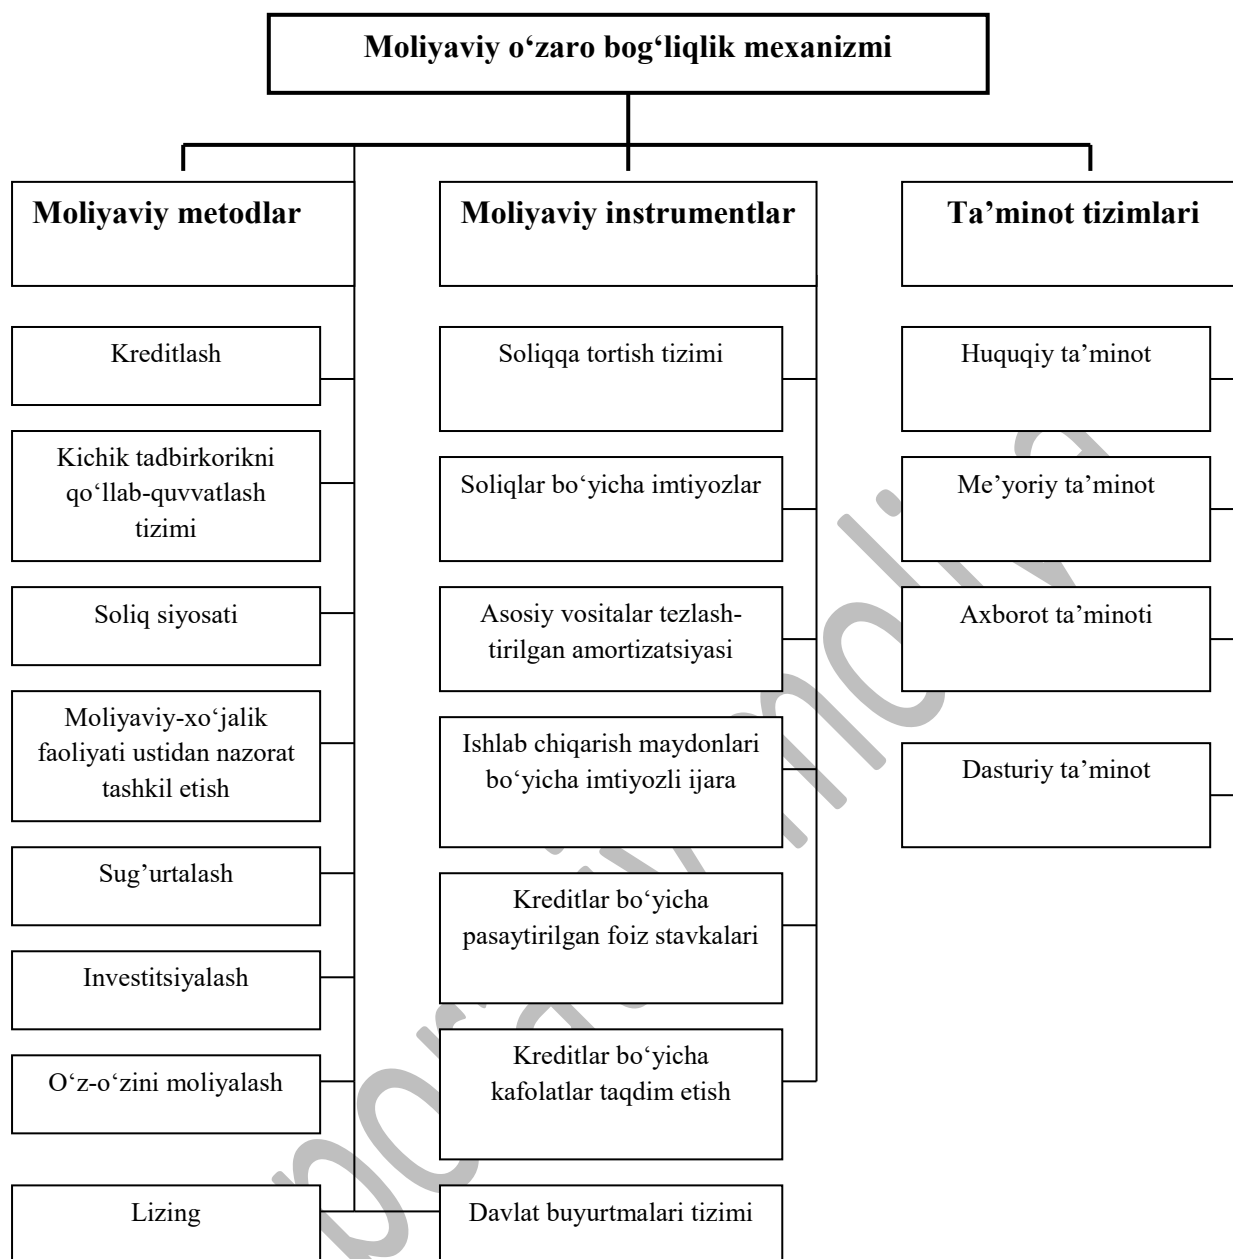 Moliyaviy o‘zaro bog‘liqlik mexanizmi
Moliyaviy metodlar
Kreditlash
Kichik tadbirkorikni
qo‘llab-quvvatlash
tizimi
Soliq siyosati
Moliyaviy-xo‘jalik
faoliyati ustidan nazorat
tashkil etish
Sug’urtalash
Investitsiyalash
O‘z-o‘zini moliyalash
Lizing
Moliyaviy instrumentlar
Soliqqa tortish tizimi
Soliqlar bo‘yicha imtiyozlar
Asosiy vositalar tezlash-
tirilgan amortizatsiyasi
Ishlab chiqarish maydonlari
bo‘yicha imtiyozli ijara
Kreditlar bo‘yicha
pasaytirilgan foiz stavkalari
Kreditlar bo‘yicha
kafolatlar taqdim etish
Davlat buyurtmalari tizimi
Ta’minot tizimlari
Huquqiy ta’minot
Me’yoriy ta’minot
Axborot ta’minoti
Dasturiy ta’minot